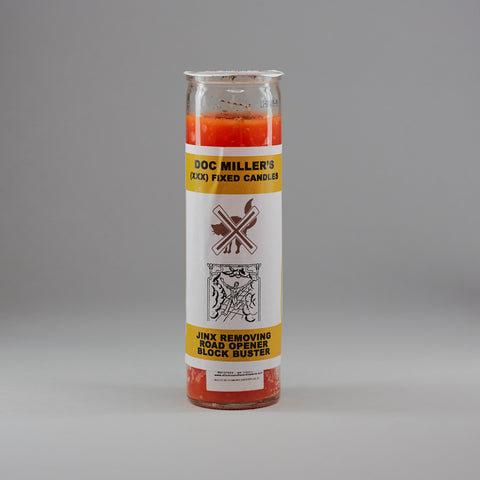 DOC MILLER'S
(XXX) FIXED CANDLES
JINX REMOVING
ROAD OPENER
BLOCK BUSTER